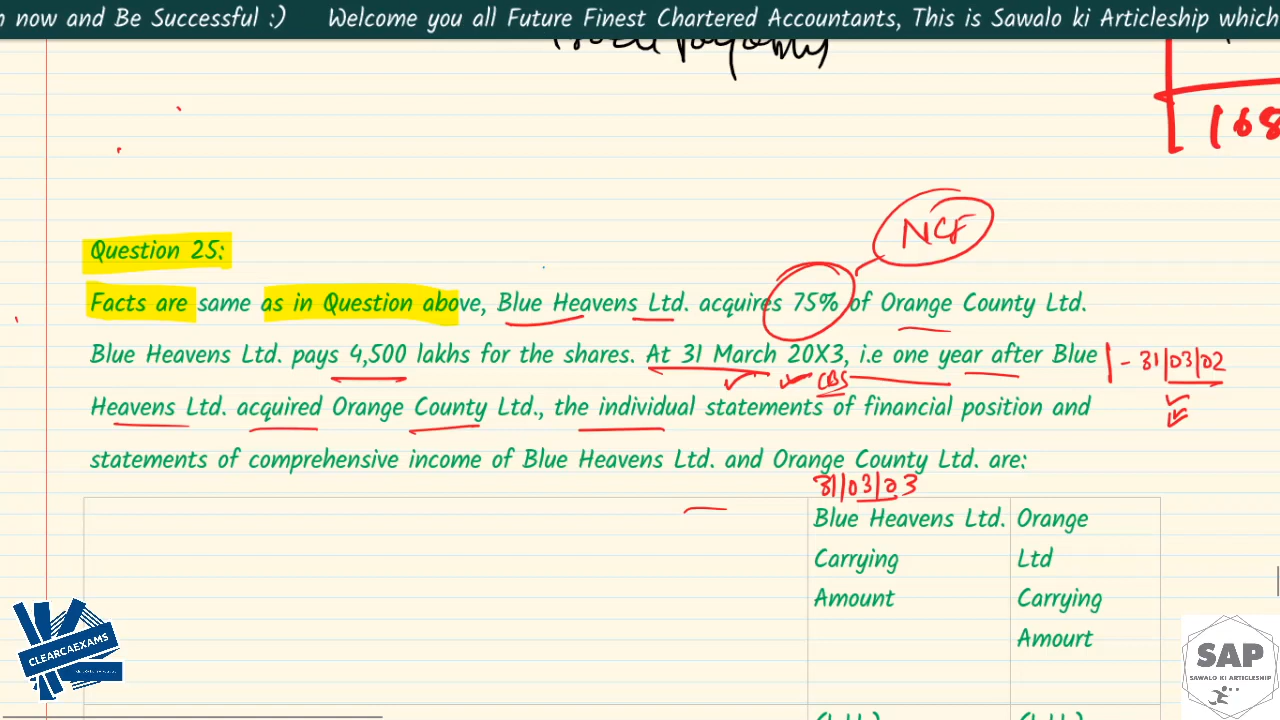 n now and Be Successful :) Welcome you all Future Finest Chartered Accountants, This is Sawalo ki Articleship which
168
NCF
Question 25:
Facts are same as in Question above, Blue Heavens Ltd. acquires 75% of Orange County Ltd.
Blue Heavens Ltd. pays 4,500 lakhs for the shares. At 31 March 20X3, i.e one year after Blue
1 - 31/03/02
CBS
Heavens Ltd. acquired Orange County Ltd., the individual statements of financial position and
statements of comprehensive income of Blue Heavens Ltd. and Orange County Ltd. are:
31/03/03
Blue Heavens Ltd. Orange
Carrying Ltd
Amount Carrying
Amourt
CLEARCAEXAMS
SAP
SAWALO KI ARTICLESHIP